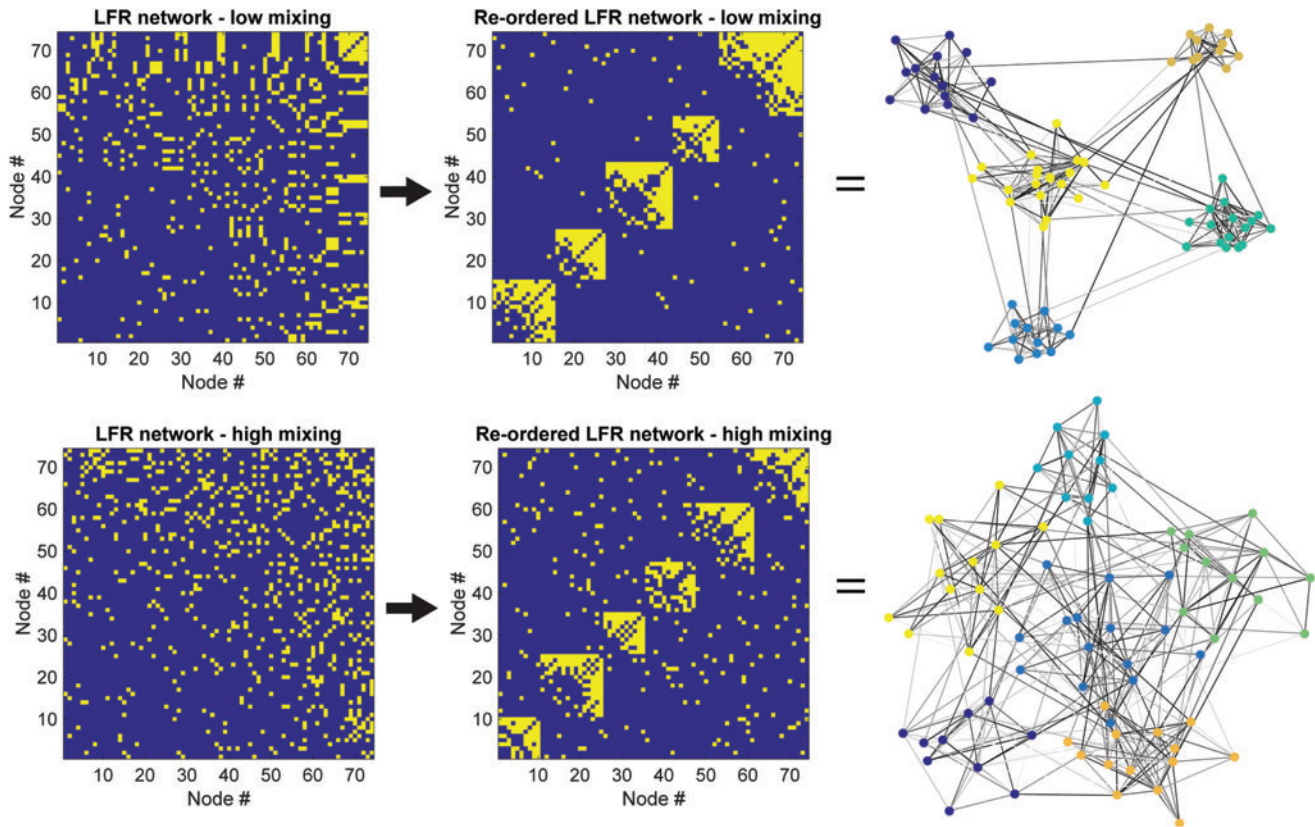 LFR network - low mixing
Re-ordered LFR network - low mixing
70
60
50
40
30
20
10
Node #
10 20 30 40 50 60 70
Node #
70
60
50
40
30
20
10
Node #
10 20 30 40 50 60 70
Node #
=
LFR network - high mixing
Re-ordered LFR network - high mixing
70
60
50
40
30
20
10
Node #
10 20 30 40 50 60 70
Node #
70
60
50
40
30
20
10
Node #
10 20 30 40 50 60 70
Node #
=